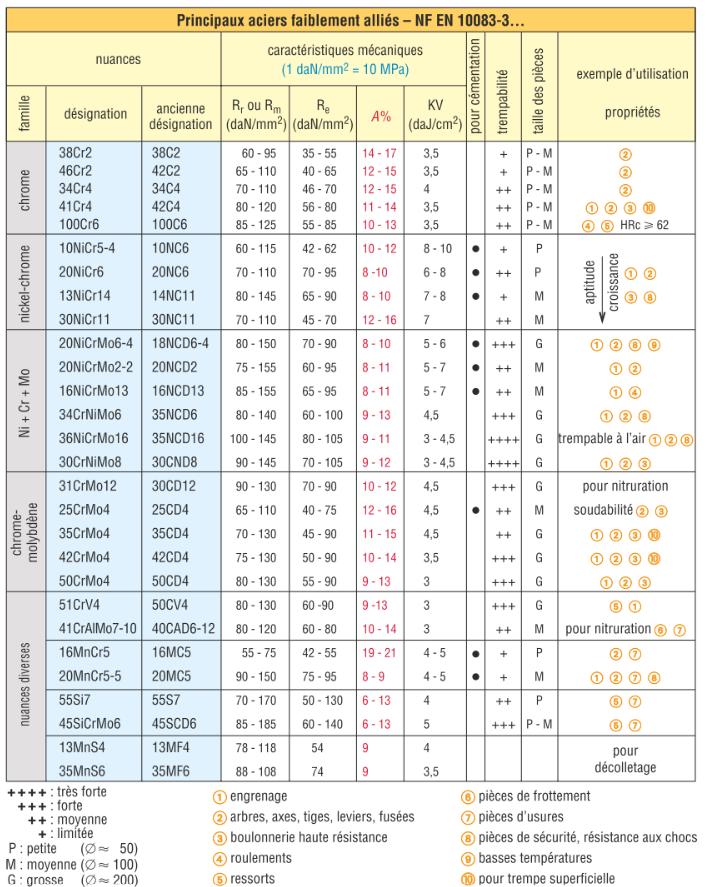 Principaux aciers faiblement alliés – NF EN 10083-3…
famille
nuances
caractéristiques mécaniques
(1 daN/mm² = 10 MPa)
pour cémentation
trempabilité
taille des pièces
exemple d'utilisation
propriétés
désignation
ancienne désignation
Rr ou Rm (daN/mm²)
Re (daN/mm²)
A%
KV (daJ/cm²)
chrome
38Cr2 38C2 60 - 95 35 - 55 14 - 17 3,5 + P - M ②
46Cr2 42C2 65 - 110 40 - 65 12 - 15 3,5 + P - M ②
34Cr4 34C4 70 - 110 46 - 70 12 - 15 4 ++ P - M ②
41Cr4 42C4 80 - 120 56 - 80 11 - 14 3,5 ++ P - M ① ② ③ ⑩
100Cr6 100C6 85 - 125 55 - 85 10 - 13 3,5 ++ P - M ④ ⑤ HRc ⩾ 62
nickel-chrome
10NiCr5-4 10NC6 60 - 115 42 - 62 10 - 12 8 - 10 ● + P
20NiCr6 20NC6 70 - 110 70 - 95 8 -10 6 - 8 ● ++ P ① ②
13NiCr14 14NC11 80 - 145 65 - 90 8 - 10 7 - 8 ● + M ③ ⑧
30NiCr11 30NC11 70 - 110 45 - 70 12 - 16 7 ++ M
aptitude croissance
Ni + Cr + Mo
20NiCrMo6-4 18NCD6-4 80 - 150 70 - 90 8 - 10 5 - 6 ● +++ G ① ② ⑧ ⑨
20NiCrMo2-2 20NCD2 75 - 155 60 - 95 8 - 11 5 - 7 ● ++ M ① ②
16NiCrMo13 16NCD13 85 - 155 65 - 95 8 - 11 5 - 7 ● ++ M ① ④
34CrNiMo6 35NCD6 80 - 140 60 - 100 9 - 13 4,5 +++ G ① ② ⑧
36NiCrMo16 35NCD16 100 - 145 80 - 105 9 - 11 3 - 4,5 ++++ G trempable à l'air ① ② ⑧
30CrNiMo8 30CND8 90 - 145 70 - 105 9 - 12 3 - 4,5 ++++ G ① ② ③
chrome-molybdène
31CrMo12 30CD12 90 - 130 70 - 90 10 - 12 4,5 +++ G pour nitruration
25CrMo4 25CD4 65 - 110 40 - 75 12 - 16 4,5 ● ++ M soudabilité ② ③
35CrMo4 35CD4 70 - 130 45 - 90 11 - 15 4,5 ++ G ① ② ③ ⑩
42CrMo4 42CD4 75 - 130 50 - 90 10 - 14 3,5 +++ G ① ② ③ ⑩
50CrMo4 50CD4 80 - 130 55 - 90 9 - 13 3 +++ G ① ② ③
nuances diverses
51CrV4 50CV4 80 - 130 60 -90 9 -13 3 +++ G ⑤ ①
41CrAlMo7-10 40CAD6-12 80 - 120 60 - 80 10 - 14 3 ++ M pour nitruration ⑥ ⑦
16MnCr5 16MC5 55 - 75 42 - 55 19 - 21 4 - 5 ● + P ② ⑦
20MnCr5-5 20MC5 90 - 150 75 - 95 8 - 9 4 - 5 ● + M ① ② ⑦ ⑧
55Si7 55S7 70 - 170 50 - 130 6 - 13 4 ++ P ⑤ ⑦
45SiCrMo6 45SCD6 85 - 185 60 - 140 6 - 13 5 +++ P - M ⑤ ⑦
13MnS4 13MF4 78 - 118 54 9 4
35MnS6 35MF6 88 - 108 74 9 3,5
pour
décolletage
++++ : très forte
+++ : forte
++ : moyenne
+ : limitée
P : petite (∅ ≈ 50)
M : moyenne (∅ ≈ 100)
G : grosse (∅ ≈ 200)
① engrenage
② arbres, axes, tiges, leviers, fusées
③ boulonnerie haute résistance
④ roulements
⑤ ressorts
⑥ pièces de frottement
⑦ pièces d'usures
⑧ pièces de sécurité, résistance aux chocs
⑨ basses températures
⑩ pour trempe superficielle